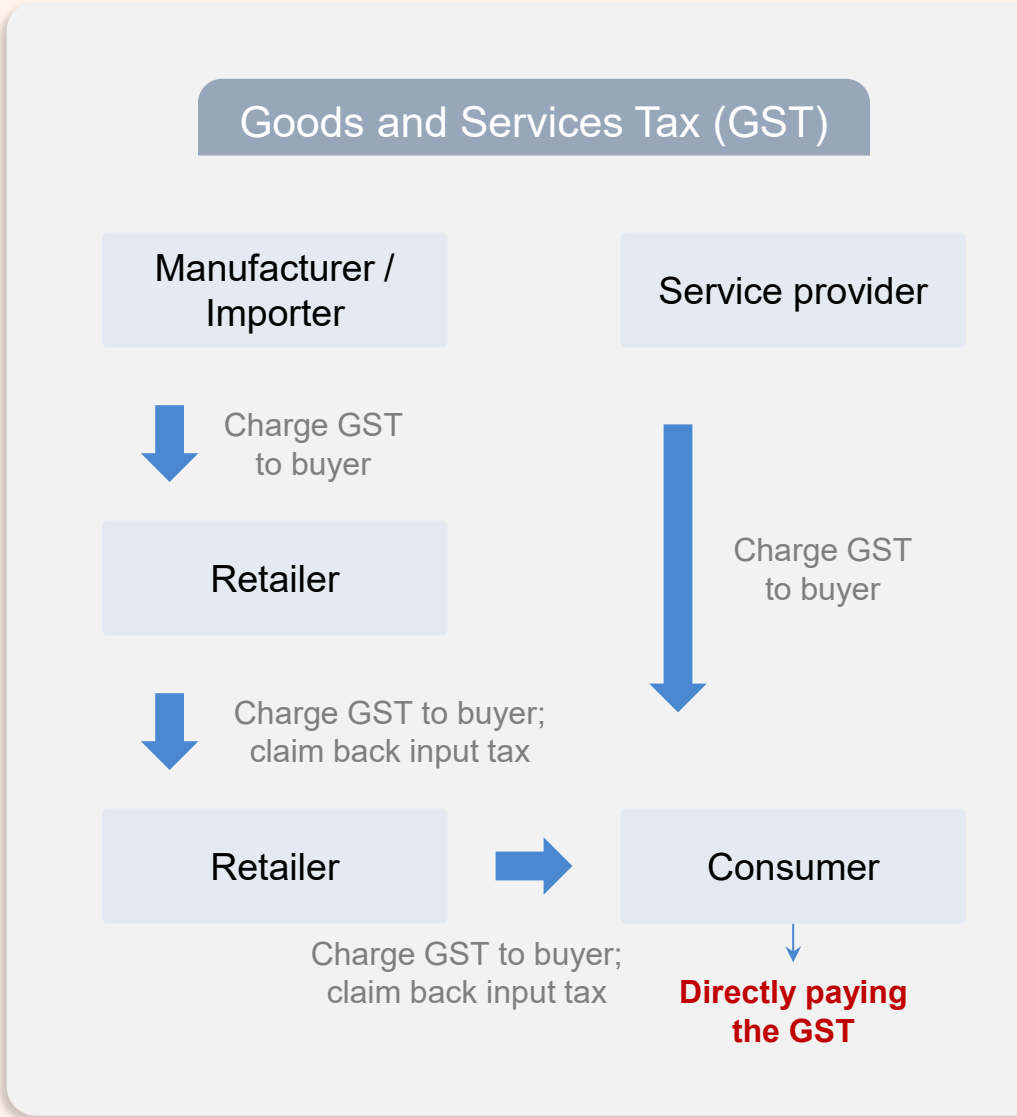 Goods and Services Tax (GST)
Manufacturer /
Importer
Service provider
Charge GST
to buyer
Retailer
Charge GST
to buyer
Charge GST to buyer;
claim back input tax
Retailer
Consumer
Charge GST to buyer;
claim back input tax
Directly paying
the GST